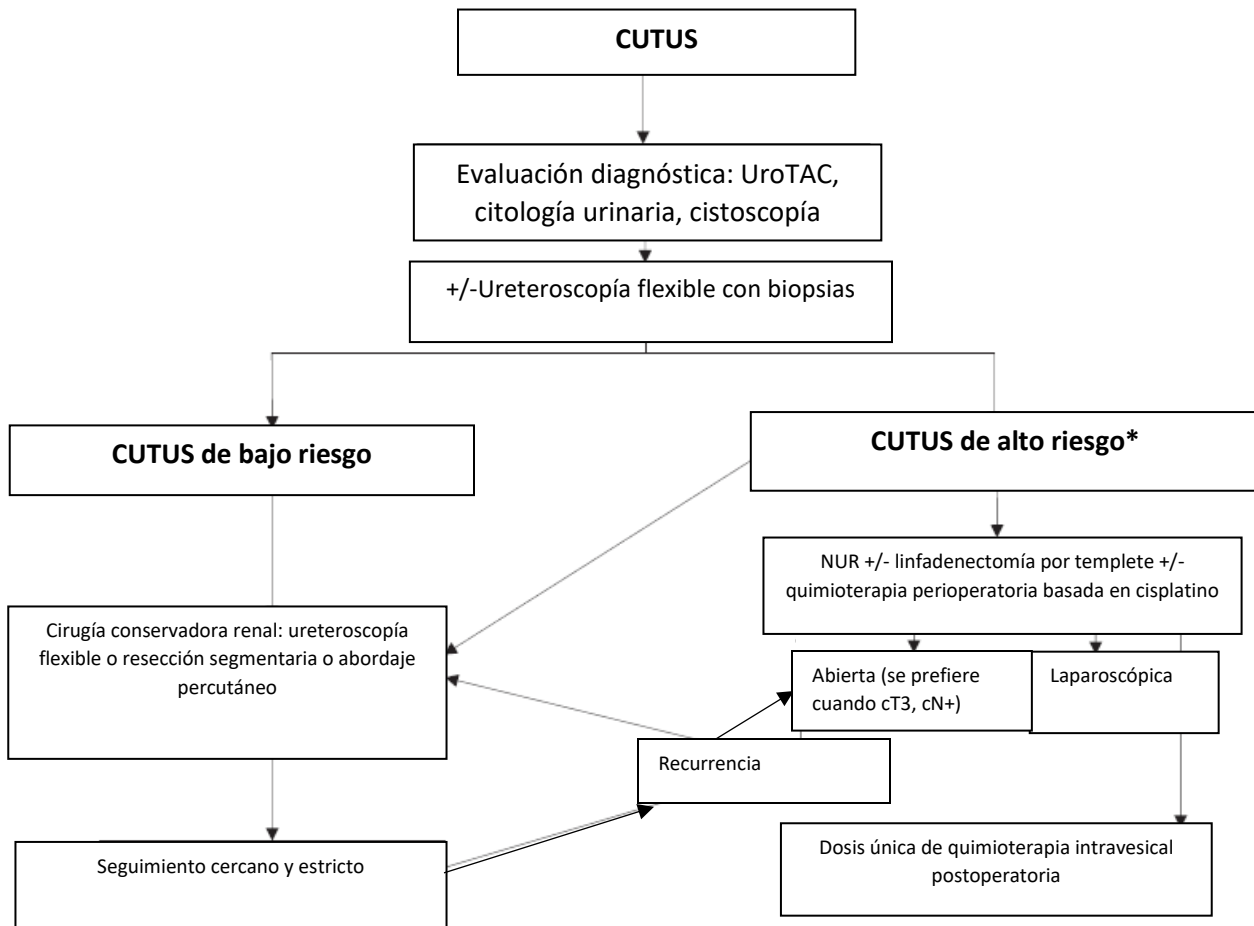 CUTUS
Evaluación diagnóstica: UroTAC,
citología urinaria, cistoscopía
+/-Ureteroscopía flexible con biopsias
CUTUS de bajo riesgo
CUTUS de alto riesgo*
NUR +/- linfadenectomía por templete +/-
quimioterapia perioperatoria basada en cisplatino
Cirugía conservadora renal: ureteroscopía
flexible o resección segmentaria o abordaje
percutáneo
Abierta (se prefiere
cuando cT3, cN+)
Laparoscópica
Recurrencia
Seguimiento cercano y estricto
Dosis única de quimioterapia intravesical
postoperatoria